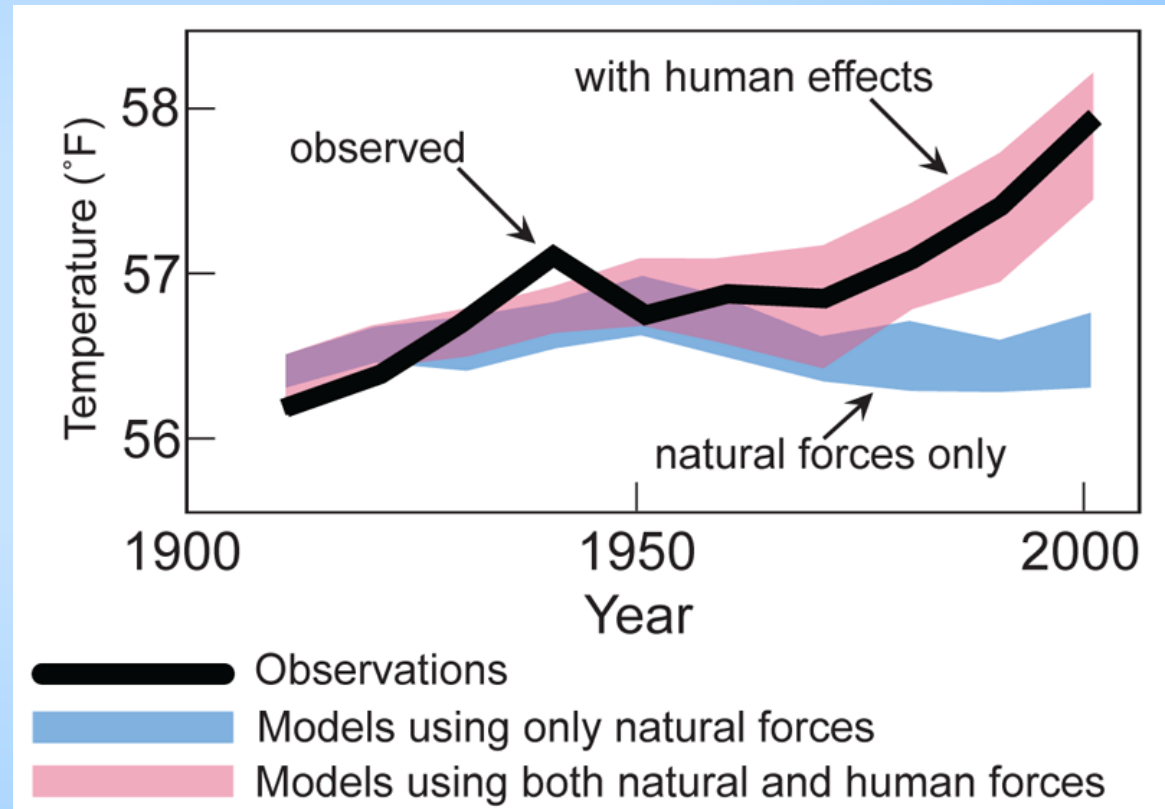 with human effects
observed
Temperature (˚F)
58
57
56
natural forces only
1900 1950 2000
Year
Observations
Models using only natural forces
Models using both natural and human forces